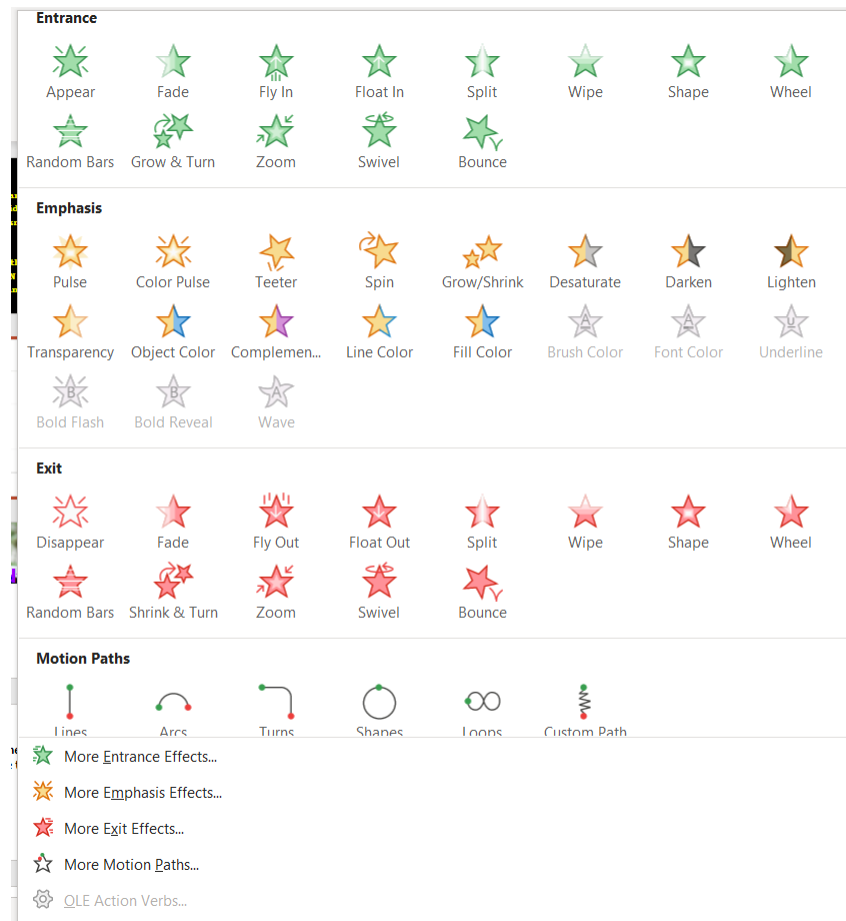 Entrance
Appear Fade Fly In Float In Split Wipe Shape Wheel
Random Bars Grow & Turn Zoom Swivel Bounce
Emphasis
Pulse Color Pulse Teeter Spin Grow/Shrink Desaturate Darken Lighten
Transparency Object Color Complemen... Line Color Fill Color Brush Color Font Color Underline
Bold Flash Bold Reveal Wave
Exit
Disappear Fade Fly Out Float Out Split Wipe Shape Wheel
Random Bars Shrink & Turn Zoom Swivel Bounce
Motion Paths
Lines Arcs Turns Shapes Loops Custom Path
More Entrance Effects...
More Emphasis Effects...
More Exit Effects...
More Motion Paths...
OLE Action Verbs...